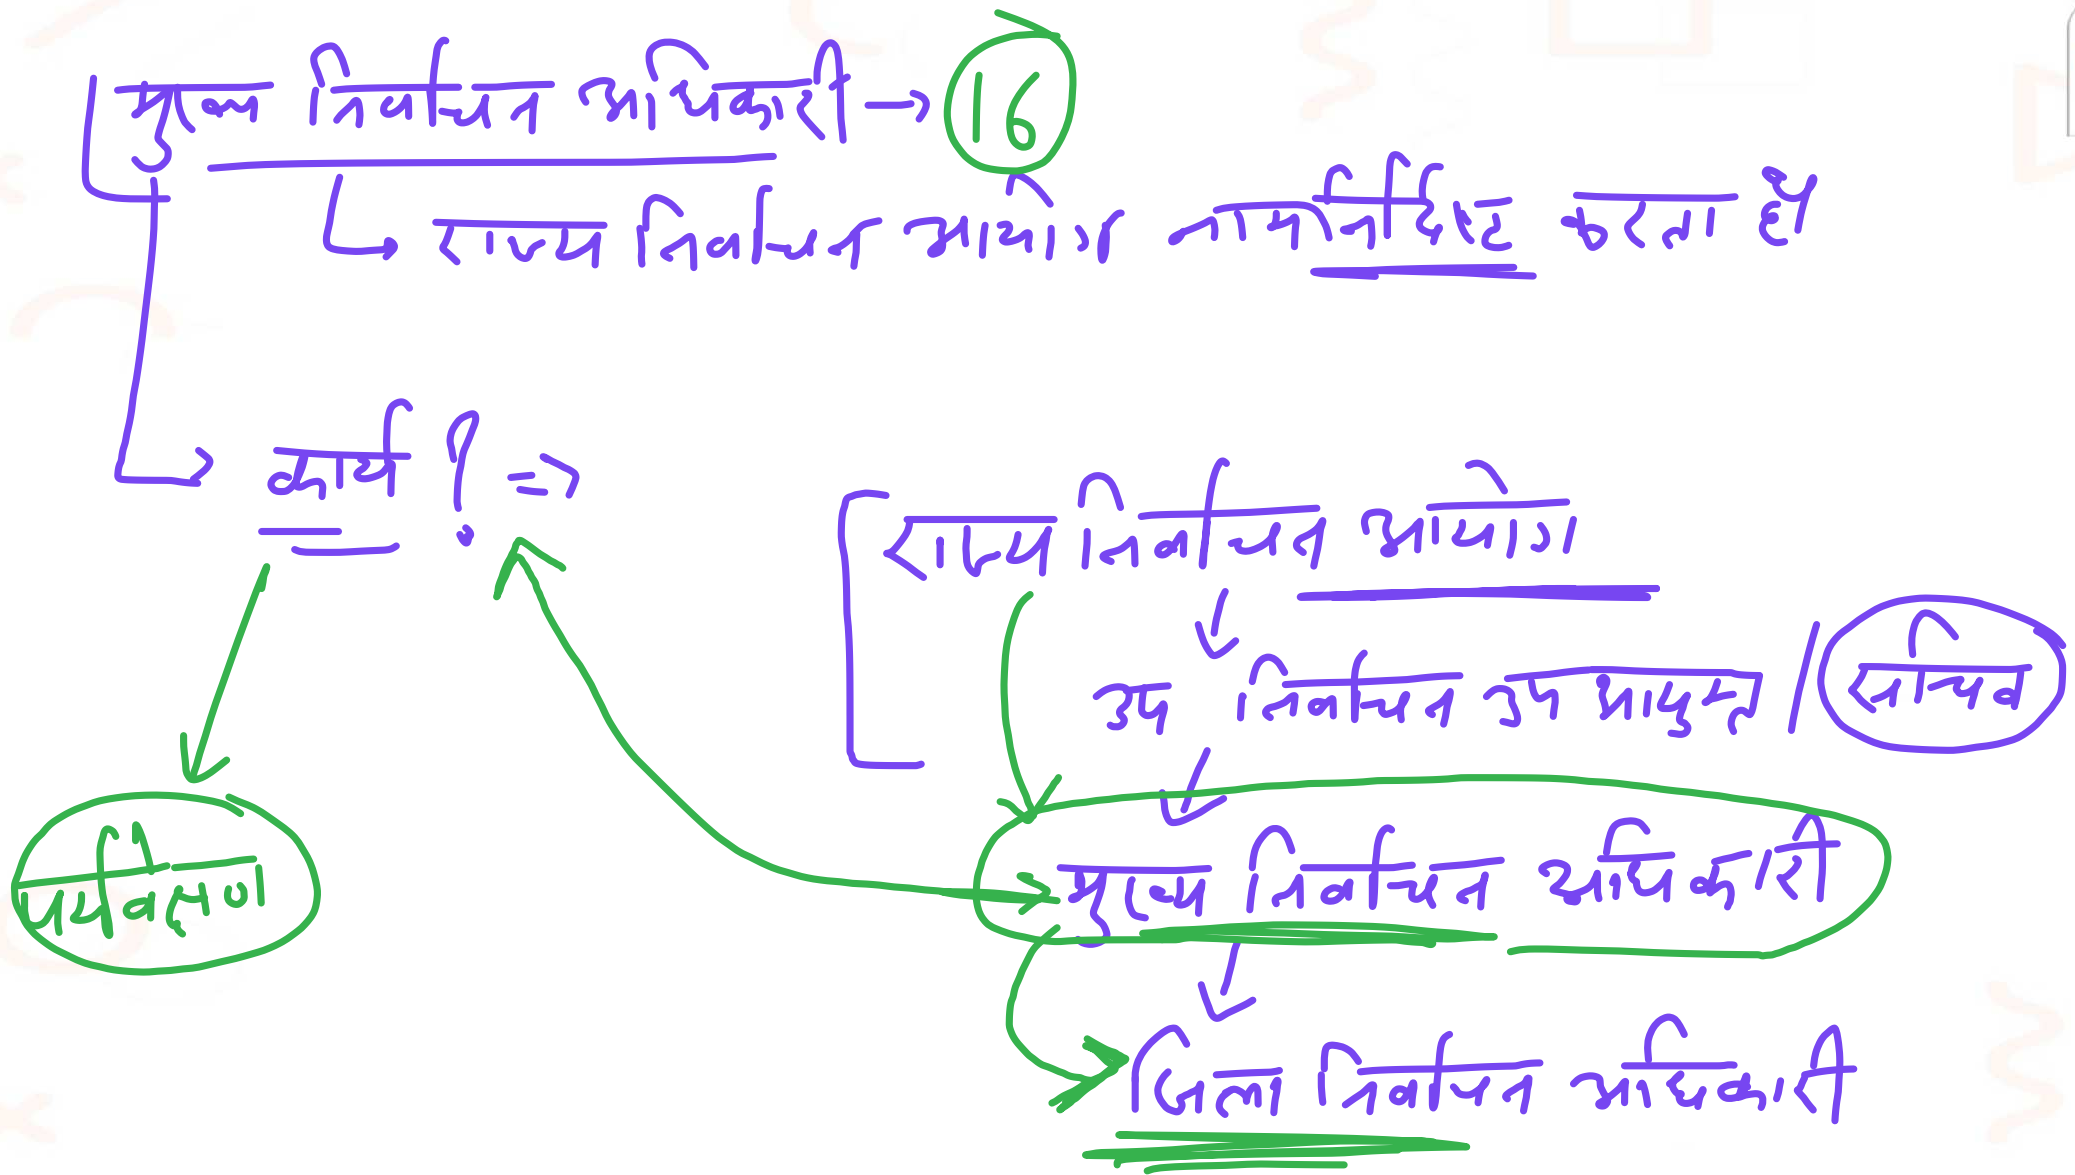 मुख्य निर्वाचन अधिकारी → 16
राज्य निर्वाचन आयोग नामनिर्दिष्ट करता है
कार्य ? =>
राज्य निर्वाचन आयोग
उप निर्वाचन उप आयुक्त / सचिव
मुख्य निर्वाचन अधिकारी
पर्यवेक्षण
जिला निर्वाचन अधिकारी